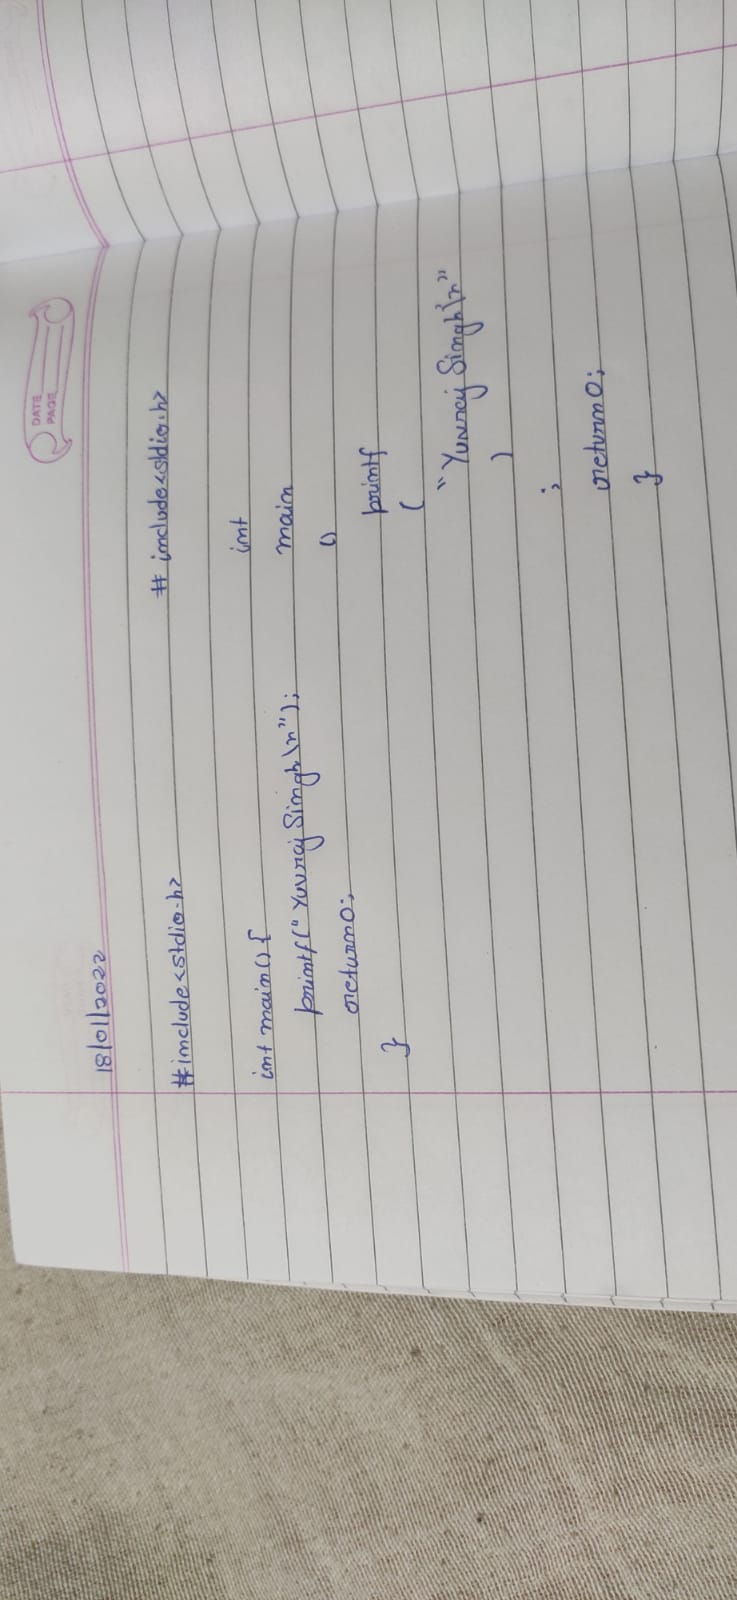 DATE
PAGE
18/01/2022
#include<stdio.h>
int main(){
printf("Yuvraj Singh\n");
return0;
}
#include<stdio.h>
int
main
()
printf
(
"Yuvraj Singh\n"
)
;
return0;
}